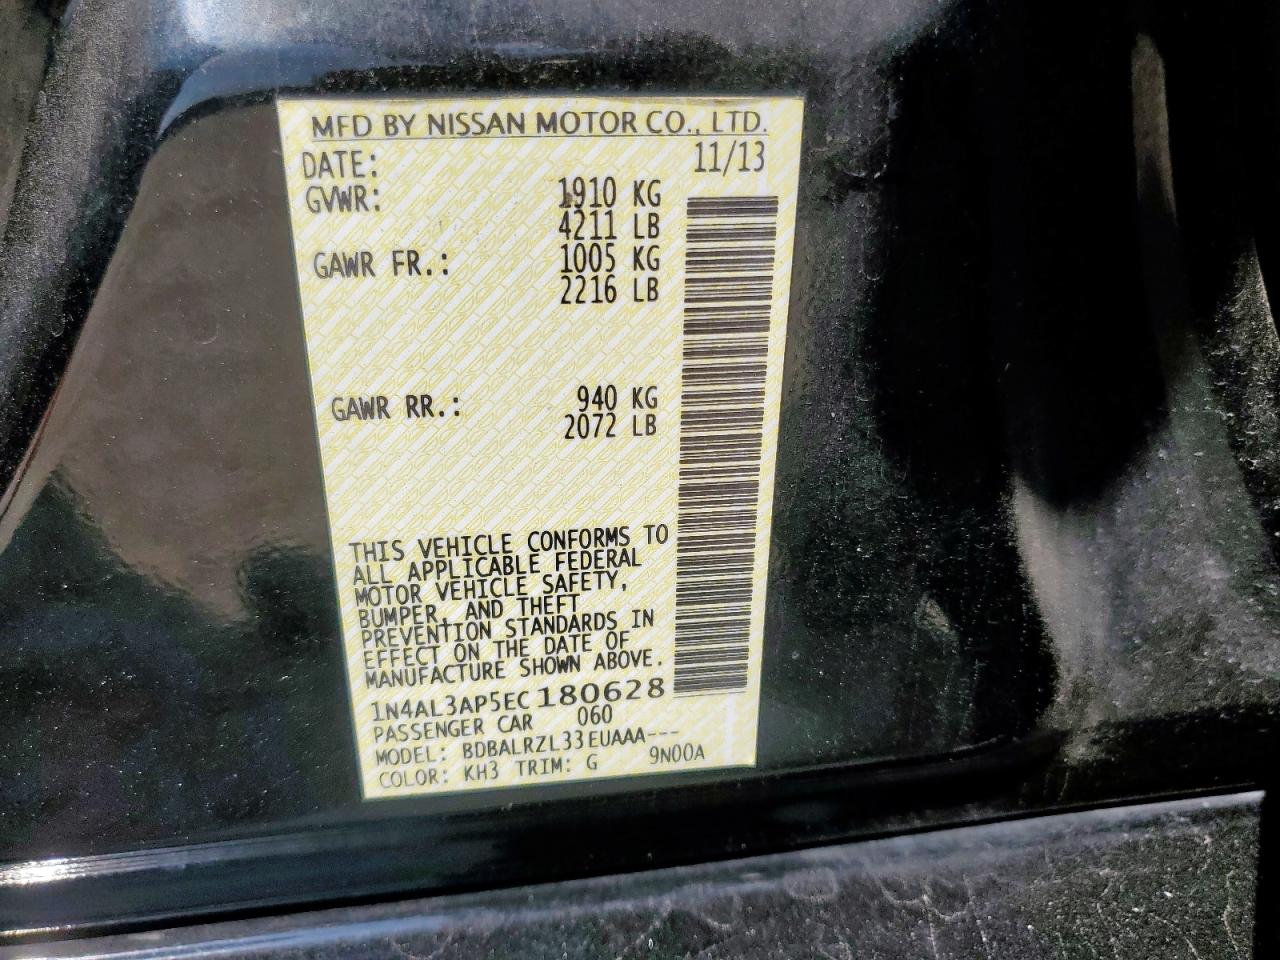 MFD BY NISSAN MOTOR CO., LTD.
DATE: 11/13
GVWR: 1910 KG
4211 LB
GAWR FR.: 1005 KG
2216 LB
GAWR RR.: 940 KG
2072 LB
THIS VEHICLE CONFORMS TO
ALL APPLICABLE FEDERAL
MOTOR VEHICLE SAFETY,
BUMPER, AND THEFT
PREVENTION STANDARDS IN
EFFECT ON THE DATE OF
MANUFACTURE SHOWN ABOVE.
1N4AL3AP5EC180628
PASSENGER CAR 060
MODEL: BDBALRZL33EUAAA---
COLOR: KH3 TRIM: G 9N00A